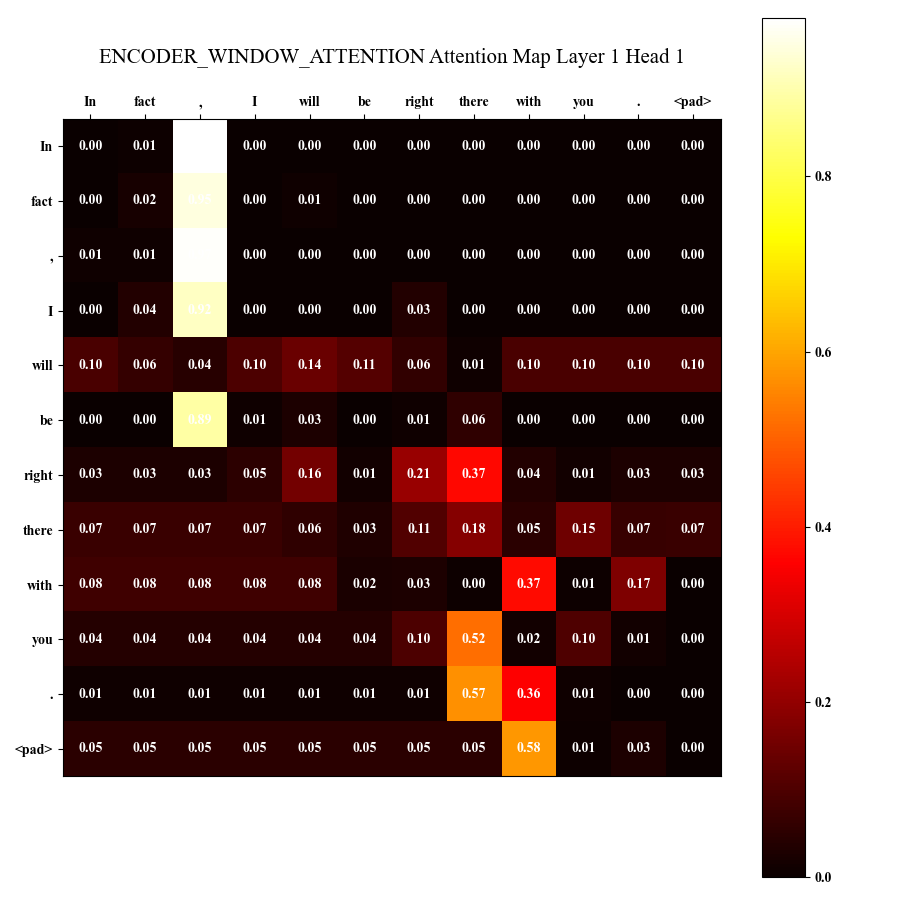 ENCODER_WINDOW_ATTENTION Attention Map Layer 1 Head 1
In fact , I will be right there with you . <pad>
In 0.00 0.01 0.00 0.00 0.00 0.00 0.00 0.00 0.00 0.00 0.00
fact 0.00 0.02 0.00 0.01 0.00 0.00 0.00 0.00 0.00 0.00 0.00
, 0.01 0.01 0.00 0.00 0.00 0.00 0.00 0.00 0.00 0.00 0.00
I 0.00 0.04 0.00 0.00 0.00 0.03 0.00 0.00 0.00 0.00 0.00
will 0.10 0.06 0.04 0.10 0.14 0.11 0.06 0.01 0.10 0.10 0.10 0.10
be 0.00 0.00 0.01 0.03 0.00 0.01 0.06 0.00 0.00 0.00 0.00
right 0.03 0.03 0.03 0.05 0.16 0.01 0.21 0.37 0.04 0.01 0.03 0.03
there 0.07 0.07 0.07 0.07 0.06 0.03 0.11 0.18 0.05 0.15 0.07 0.07
with 0.08 0.08 0.08 0.08 0.08 0.02 0.03 0.00 0.37 0.01 0.17 0.00
you 0.04 0.04 0.04 0.04 0.04 0.04 0.10 0.52 0.02 0.10 0.01 0.00
. 0.01 0.01 0.01 0.01 0.01 0.01 0.01 0.57 0.36 0.01 0.00 0.00
<pad> 0.05 0.05 0.05 0.05 0.05 0.05 0.05 0.05 0.58 0.01 0.03 0.00
0.8
0.6
0.4
0.2
0.0